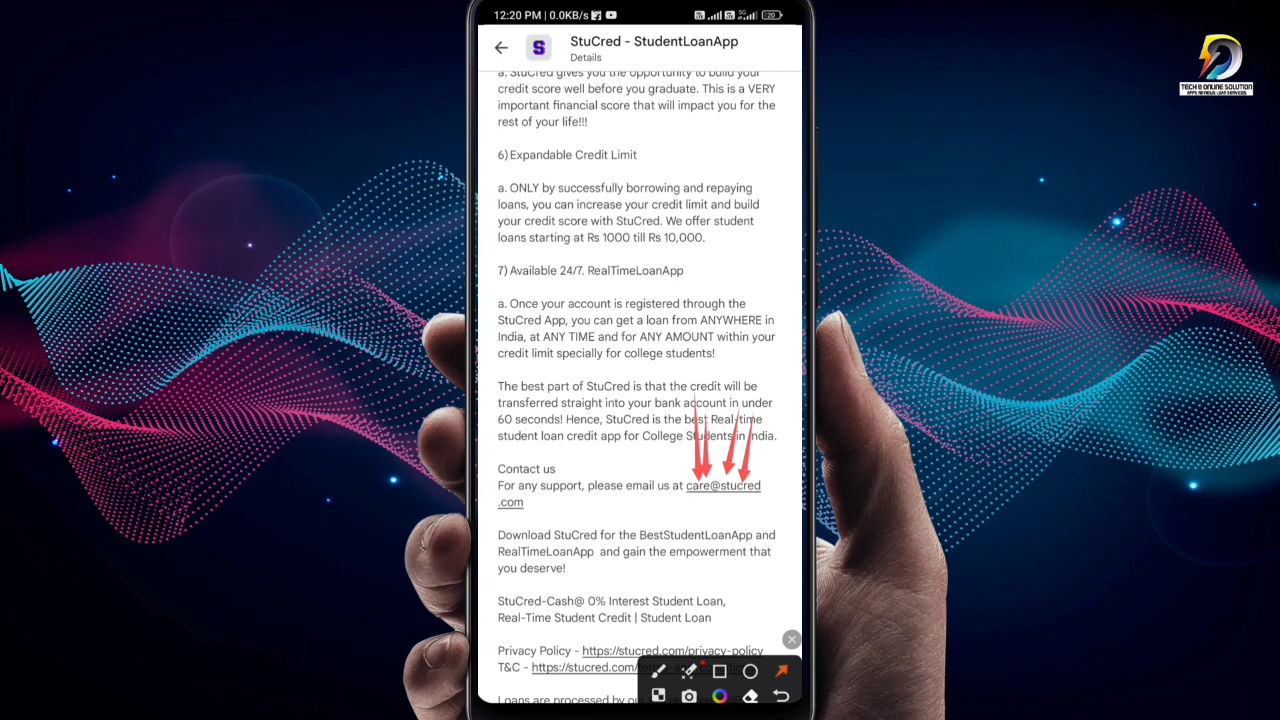 12:20 PM | 0.0KB/s
5G
20
StuCred - StudentLoanApp
Details
a. StuCred gives you the opportunity to build your
credit score well before you graduate. This is a VERY
important financial score that will impact you for the
rest of your life!!!
6) Expandable Credit Limit
a. ONLY by successfully borrowing and repaying
loans, you can increase your credit limit and build
your credit score with StuCred. We offer student
loans starting at Rs 1000 till Rs 10,000.
7) Available 24/7. RealTimeLoanApp
a. Once your account is registered through the
StuCred App, you can get a loan from ANYWHERE in
India, at ANY TIME and for ANY AMOUNT within your
credit limit specially for college students!
The best part of StuCred is that the credit will be
transferred straight into your bank account in under
60 seconds! Hence, StuCred is the best Real-time
student loan credit app for College Students in India.
Contact us
For any support, please email us at care@stucred
.com
Download StuCred for the BestStudentLoanApp and
RealTimeLoanApp and gain the empowerment that
you deserve!
StuCred-Cash@ 0% Interest Student Loan,
Real-Time Student Credit | Student Loan
Privacy Policy - https://stucred.com/privacy-policy
T&C - https://stucred.com/
Loans are processed by
TECH E ONLINE SOLUTION
APPS REVIEWS LOAN SERVICES